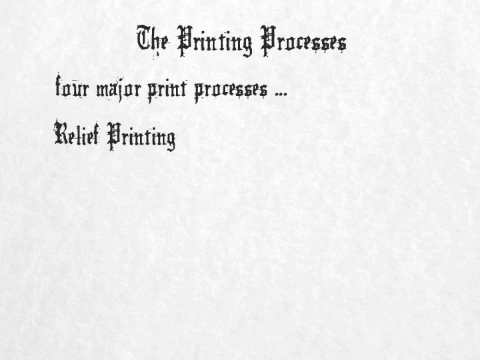 The Printing Processes
four major print processes ...
Relief Printing